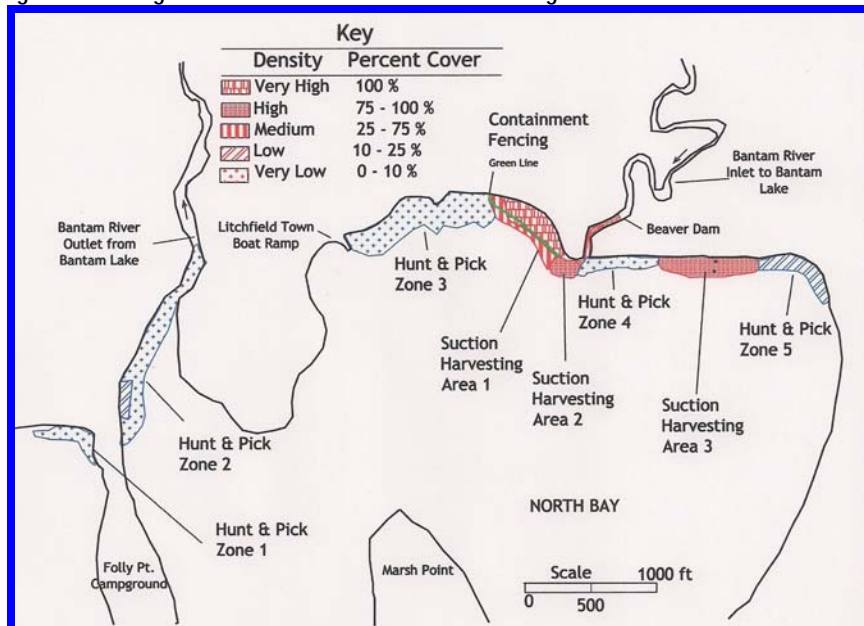 Key
Density Percent Cover
Very High 100 %
High 75 - 100 %
Medium 25 - 75 %
Low 10 - 25 %
Very Low 0 - 10 %
Containment
Fencing
Green Line
Bantam River
Inlet to Bantam
Lake
Beaver Dam
Bantam River
Outlet from
Bantam Lake
Litchfield Town
Boat Ramp
Hunt & Pick
Zone 3
Hunt & Pick
Zone 4
Hunt & Pick
Zone 5
Suction
Harvesting
Area 1
Suction
Harvesting
Area 2
Suction
Harvesting
Area 3
Hunt & Pick
Zone 2
Hunt & Pick
Zone 1
NORTH BAY
Folly Pt.
Campground
Marsh Point
Scale 1000 ft
0 500